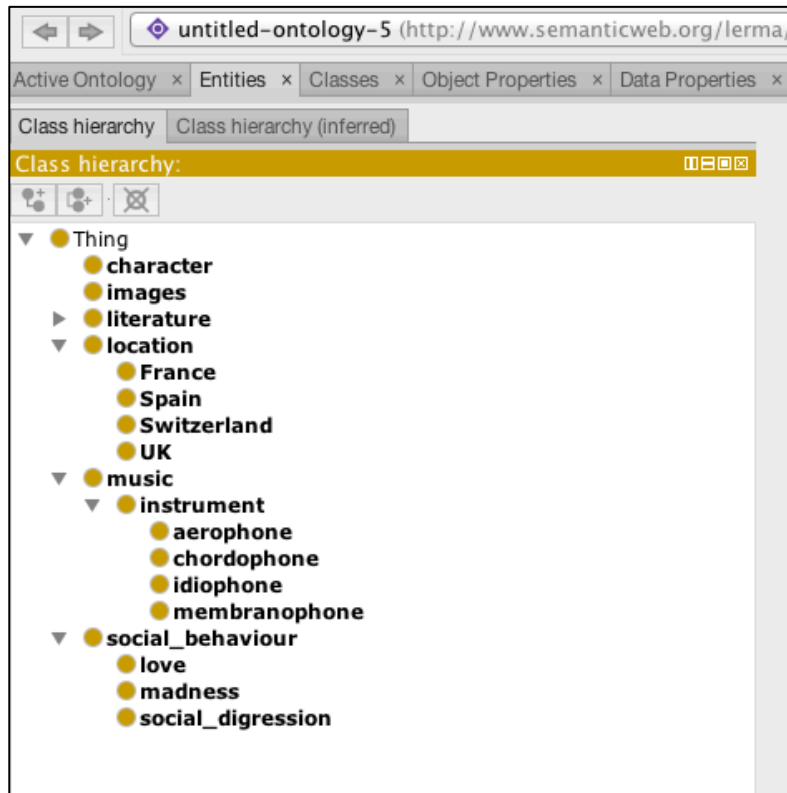 untitled-ontology-5 (http://www.semanticweb.org/lerma/
Active Ontology × Entities × Classes × Object Properties × Data Properties ×
Class hierarchy Class hierarchy (inferred)
Class hierarchy:
Thing
character
images
literature
location
France
Spain
Switzerland
UK
music
instrument
aerophone
chordophone
idiophone
membranophone
social_behaviour
love
madness
social_digression